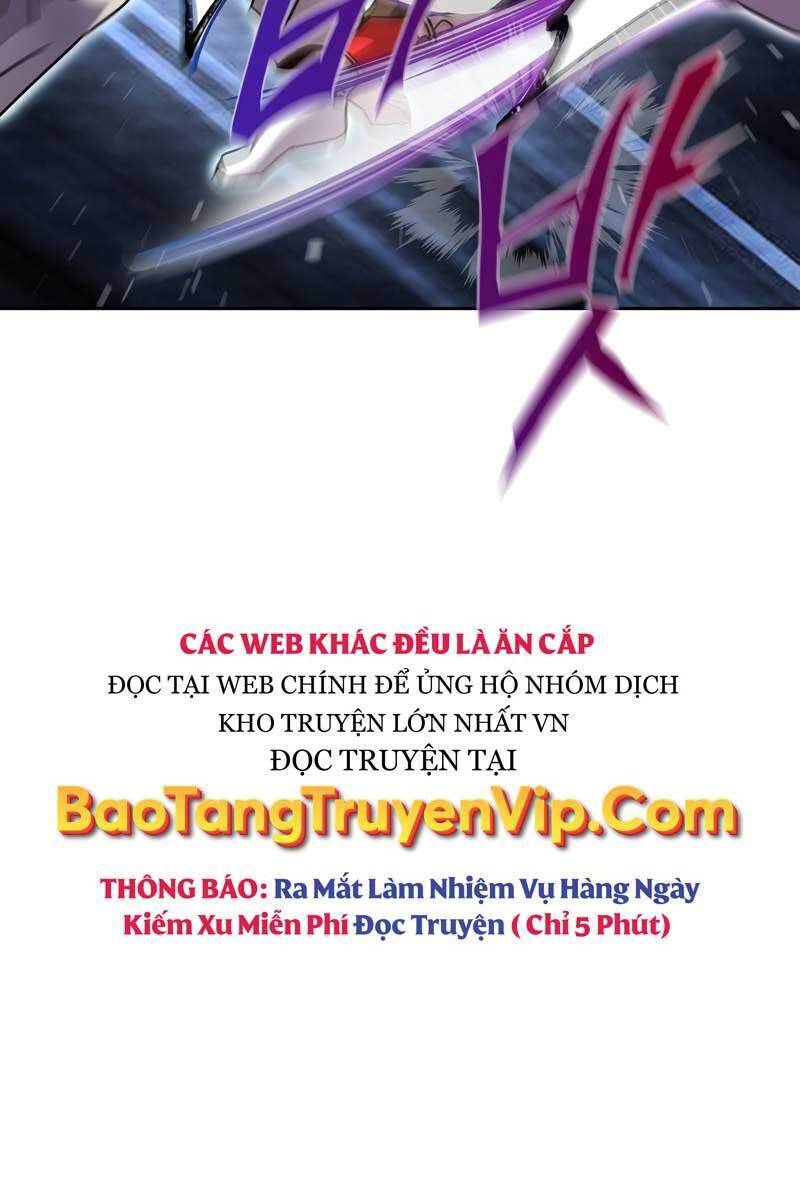 빠
밧
CÁC WEB KHÁC ĐỀU LÀ ĂN CẮP
ĐỌC TẠI WEB CHÍNH ĐỂ ỦNG HỘ NHÓM DỊCH
KHO TRUYỆN LỚN NHẤT VN
ĐỌC TRUYỆN TẠI
BaoTangTruyenVip.Com
THÔNG BÁO: Ra Mắt Làm Nhiệm Vụ Hàng Ngày
Kiếm Xu Miễn Phí Đọc Truyện ( Chỉ 5 Phút)